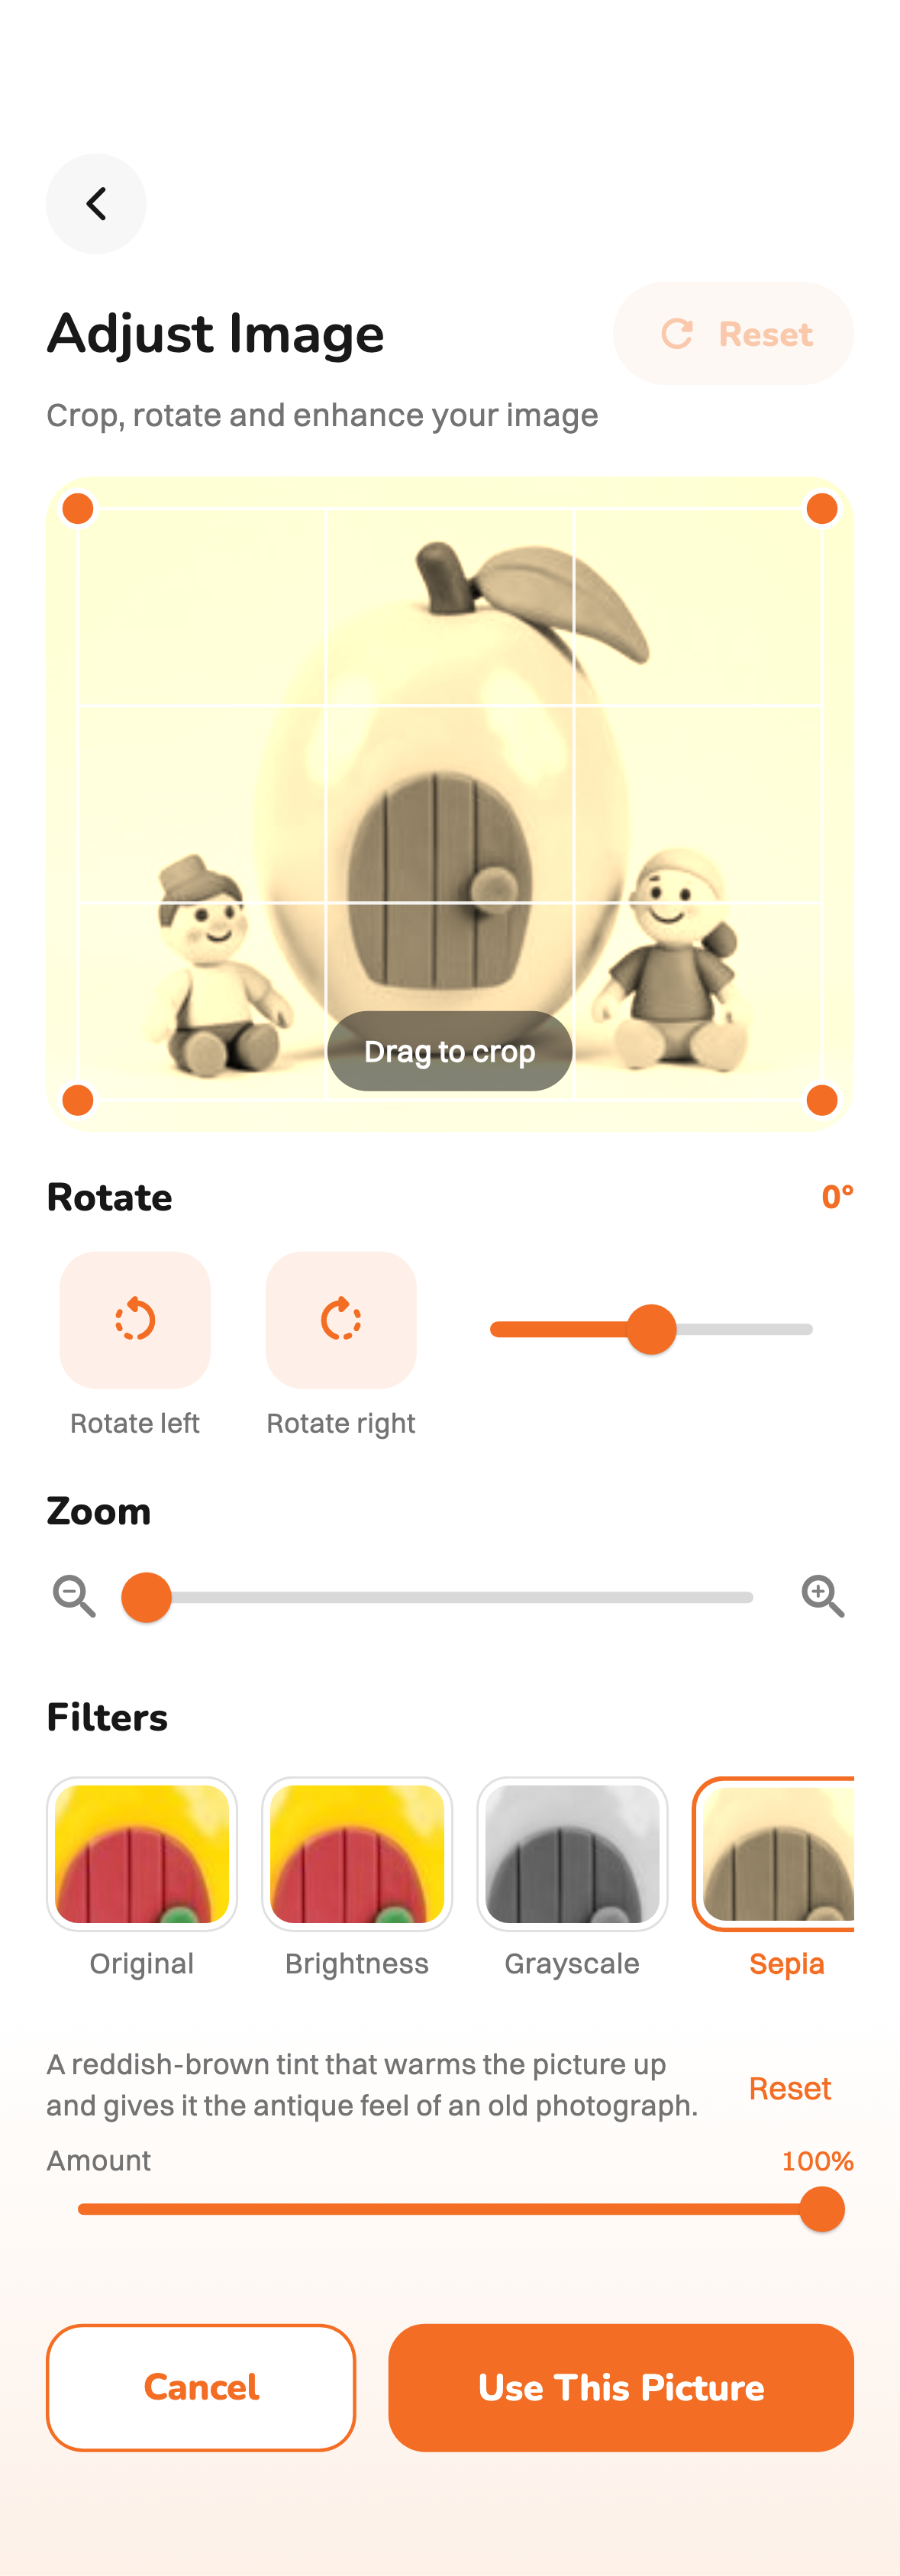 Adjust Image
Reset
Crop, rotate and enhance your image
Drag to crop
Rotate
0°
Rotate left
Rotate right
Zoom
Filters
Original
Brightness
Grayscale
Sepia
A reddish-brown tint that warms the picture up
and gives it the antique feel of an old photograph.
Reset
Amount
100%
Cancel
Use This Picture